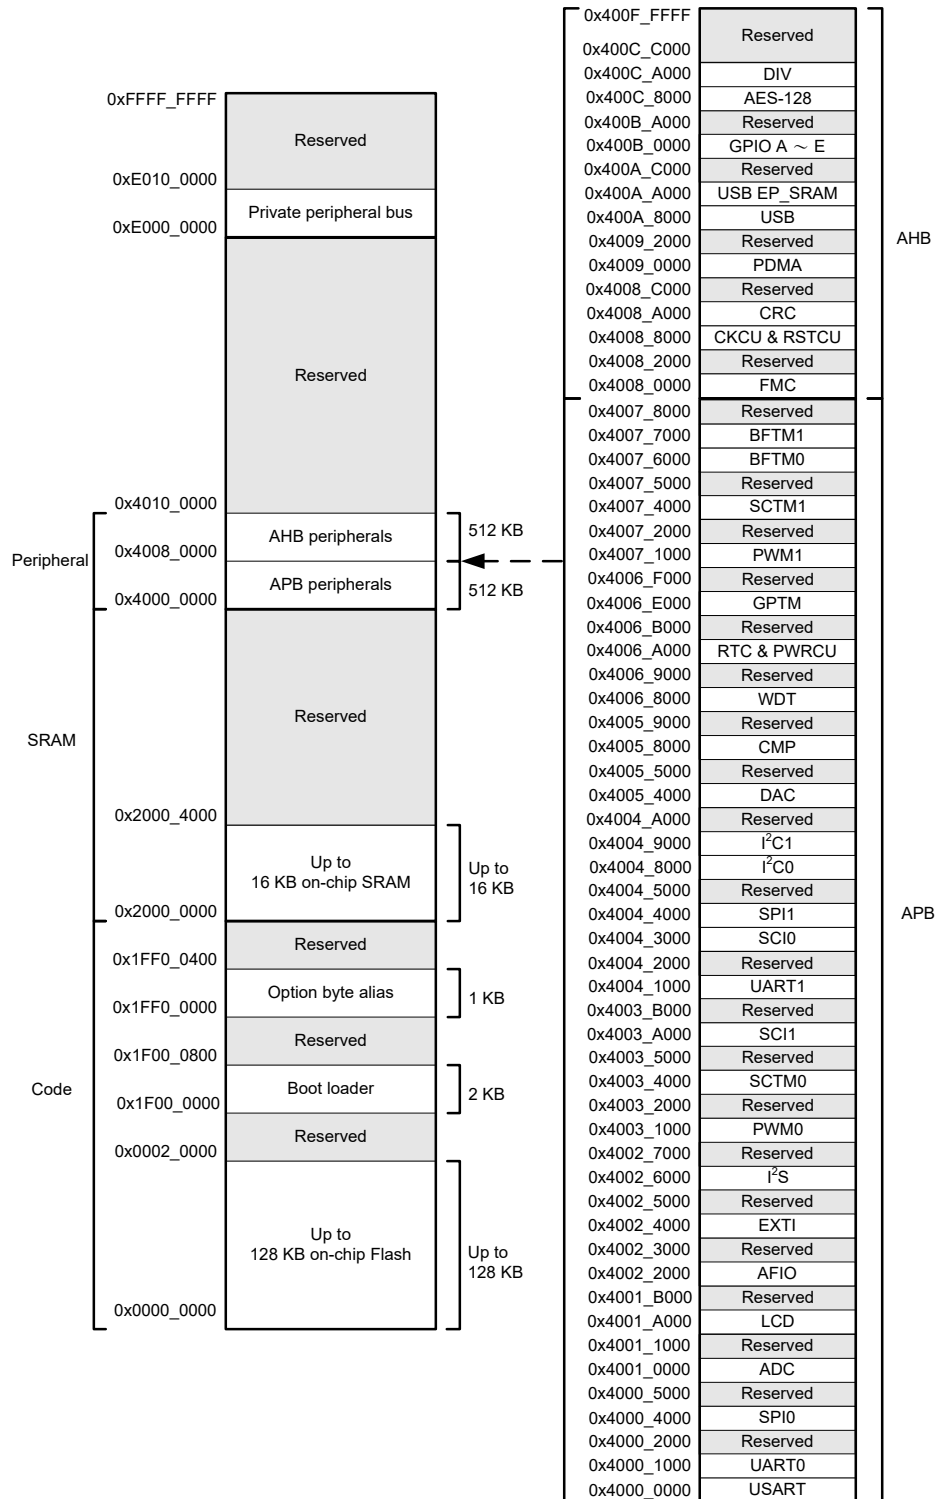 0xFFFF_FFFF
Reserved
0xE010_0000
Private peripheral bus
0xE000_0000
Reserved
0x4010_0000
AHB peripherals
512 KB
0x4008_0000
Peripheral
APB peripherals
512 KB
0x4000_0000
Reserved
SRAM
0x2000_4000
Up to
16 KB on-chip SRAM
Up to
16 KB
0x2000_0000
Reserved
0x1FF0_0400
Option byte alias
1 KB
0x1FF0_0000
Reserved
0x1F00_0800
Code
Boot loader
2 KB
0x1F00_0000
Reserved
0x0002_0000
Up to
128 KB on-chip Flash
Up to
128 KB
0x0000_0000
0x400F_FFFF
Reserved
0x400C_C000
0x400C_A000 DIV
0x400C_8000 AES-128
0x400B_A000 Reserved
0x400B_0000 GPIO A ~ E
0x400A_C000 Reserved
0x400A_A000 USB EP_SRAM
0x400A_8000 USB
0x4009_2000 Reserved
AHB
0x4009_0000 PDMA
0x4008_C000 Reserved
0x4008_A000 CRC
0x4008_8000 CKCU & RSTCU
0x4008_2000 Reserved
0x4008_0000 FMC
0x4007_8000 Reserved
0x4007_7000 BFTM1
0x4007_6000 BFTM0
0x4007_5000 Reserved
0x4007_4000 SCTM1
0x4007_2000 Reserved
0x4007_1000 PWM1
0x4006_F000 Reserved
0x4006_E000 GPTM
0x4006_B000 Reserved
0x4006_A000 RTC & PWRCU
0x4006_9000 Reserved
0x4006_8000 WDT
0x4005_9000 Reserved
0x4005_8000 CMP
0x4005_5000 Reserved
0x4005_4000 DAC
0x4004_A000 Reserved
0x4004_9000 I²C1
0x4004_8000 I²C0
0x4004_5000 Reserved
0x4004_4000 SPI1
APB
0x4004_3000 SCI0
0x4004_2000 Reserved
0x4004_1000 UART1
0x4003_B000 Reserved
0x4003_A000 SCI1
0x4003_5000 Reserved
0x4003_4000 SCTM0
0x4003_2000 Reserved
0x4003_1000 PWM0
0x4002_7000 Reserved
0x4002_6000 I²S
0x4002_5000 Reserved
0x4002_4000 EXTI
0x4002_3000 Reserved
0x4002_2000 AFIO
0x4001_B000 Reserved
0x4001_A000 LCD
0x4001_1000 Reserved
0x4001_0000 ADC
0x4000_5000 Reserved
0x4000_4000 SPI0
0x4000_2000 Reserved
0x4000_1000 UART0
0x4000_0000 USART